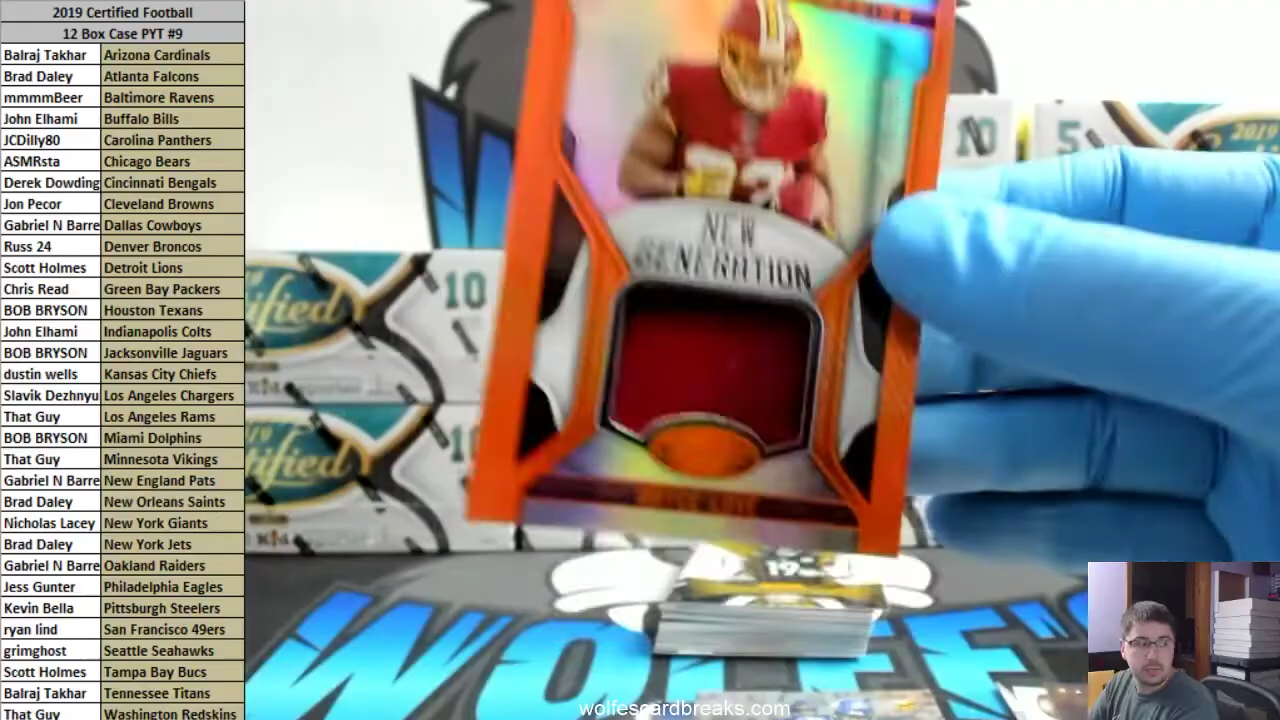 2019 Certified Football
12 Box Case PYT #9
Balraj Takhar Arizona Cardinals
Brad Daley Atlanta Falcons
mmmmBeer Baltimore Ravens
John Elhami Buffalo Bills
JCDilly80 Carolina Panthers
ASMRsta Chicago Bears
Derek Dowding Cincinnati Bengals
Jon Pecor Cleveland Browns
Gabriel N Barre Dallas Cowboys
Russ 24 Denver Broncos
Scott Holmes Detroit Lions
Chris Read Green Bay Packers
BOB BRYSON Houston Texans
John Elhami Indianapolis Colts
BOB BRYSON Jacksonville Jaguars
dustin wells Kansas City Chiefs
Slavik Dezhnyu Los Angeles Chargers
That Guy Los Angeles Rams
BOB BRYSON Miami Dolphins
That Guy Minnesota Vikings
Gabriel N Barre New England Pats
Brad Daley New Orleans Saints
Nicholas Lacey New York Giants
Brad Daley New York Jets
Gabriel N Barre Oakland Raiders
Jess Gunter Philadelphia Eagles
Kevin Bella Pittsburgh Steelers
ryan lind San Francisco 49ers
grimghost Seattle Seahawks
Scott Holmes Tampa Bay Bucs
Balraj Takhar Tennessee Titans
That Guy Washington Redskins
NEW
GENERATION
10
5
2019
ified
10
tified
WOLFF'S
wolfescardbreaks.com